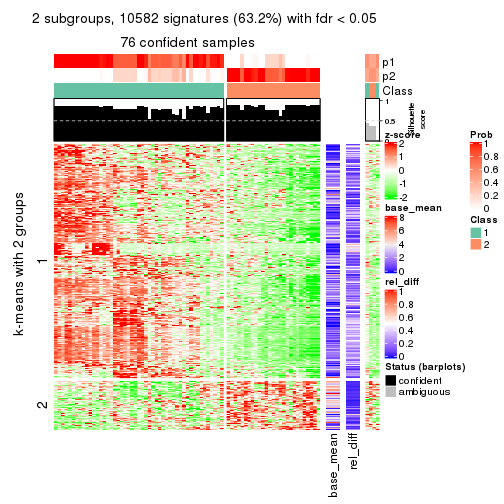 2 subgroups, 10582 signatures (63.2%) with fdr < 0.05
76 confident samples
p1
p2
Class
1
0.5
0
Silhouette
score
k-means with 2 groups
1
2
base_mean
rel_diff
z-score
2
1
0
-1
-2
base_mean
8
6
4
2
0
rel_diff
1
0.8
0.6
0.4
0.2
0
Status (barplots)
confident
ambiguous
Prob
1
0.8
0.6
0.4
0.2
0
Class
1
2